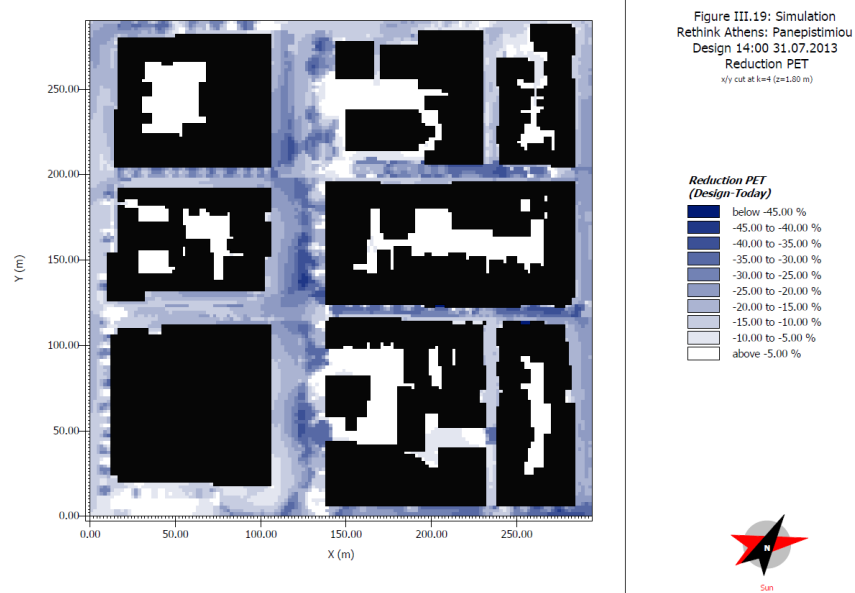 Figure III.19: Simulation
Rethink Athens: Panepistimiou
Design 14:00 31.07.2013
Reduction PET
x/y cut at k=4 (z=1.80 m)
250.00
200.00
150.00
100.00
50.00
0.00
Y (m)
0.00 50.00 100.00 150.00 200.00 250.00
X (m)
Reduction PET
(Design-Today)
below -45.00 %
-45.00 to -40.00 %
-40.00 to -35.00 %
-35.00 to -30.00 %
-30.00 to -25.00 %
-25.00 to -20.00 %
-20.00 to -15.00 %
-15.00 to -10.00 %
-10.00 to -5.00 %
above -5.00 %
N
Sun